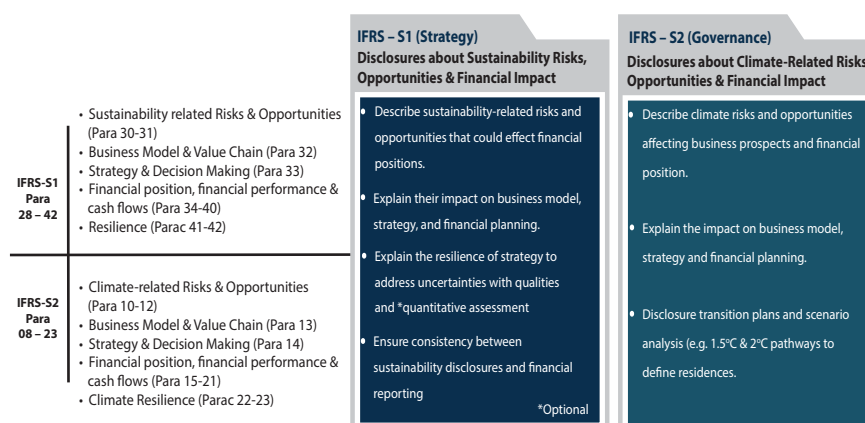 IFRS-S1
Para
28 – 42
• Sustainability related Risks & Opportunities
(Para 30-31)
• Business Model & Value Chain (Para 32)
• Strategy & Decision Making (Para 33)
• Financial position, financial performance &
cash flows (Para 34-40)
• Resilience (Parac 41-42)
IFRS-S2
Para
08 – 23
• Climate-related Risks & Opportunities
(Para 10-12)
• Business Model & Value Chain (Para 13)
• Strategy & Decision Making (Para 14)
• Financial position, financial performance &
cash flows (Para 15-21)
• Climate Resilience (Parac 22-23)
IFRS – S1 (Strategy)
Disclosures about Sustainability Risks,
Opportunities & Financial Impact
• Describe sustainability-related risks and
opportunities that could effect financial
positions.
• Explain their impact on business model,
strategy, and financial planning.
• Explain the resilience of strategy to
address uncertainties with qualities
and *quantitative assessment
• Ensure consistency between
sustainability disclosures and financial
reporting
*Optional
IFRS – S2 (Governance)
Disclosures about Climate-Related Risks
Opportunities & Financial Impact
• Describe climate risks and opportunities
affecting business prospects and financial
position.
• Explain the impact on business model,
strategy and financial planning.
• Disclosure transition plans and scenario
analysis (e.g. 1.5°C & 2°C pathways to
define residences.